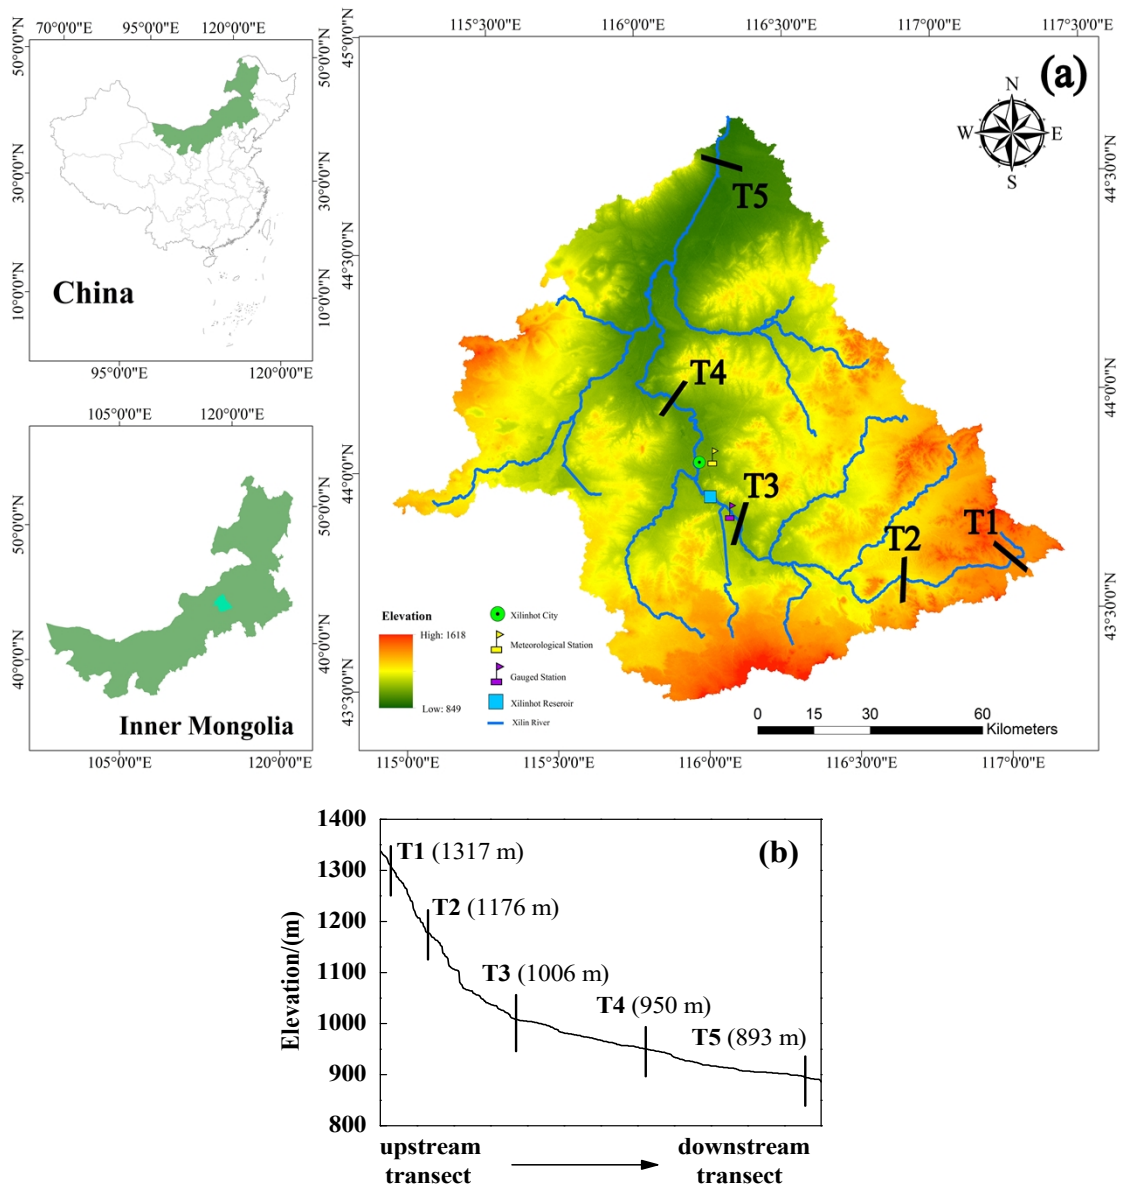 70°0'0"E 95°0'0"E 120°0'0"E
50°0'0"N
50°0'0"N
30°0'0"N
30°0'0"N
10°0'0"N
10°0'0"N
China
95°0'0"E 120°0'0"E
105°0'0"E 120°0'0"E
50°0'0"N
50°0'0"N
40°0'0"N
40°0'0"N
Inner Mongolia
105°0'0"E 120°0'0"E
115°5'0"E 116°0'0"E 116°5'0"E 117°0'0"E 117°5'0"E
45°0'0"N
44°30'0"N
44°30'0"N
44°0'0"N
44°0'0"N
43°30'0"N
43°30'0"N
(a)
N
W E
S
T5
T4
T3
T2
T1
Elevation
High: 1618
Low: 849
Xilinhot City
Meteorological Station
Gauged Station
Xilinhot Reseroir
Xilin River
0 15 30 60
Kilometers
115°0'0"E 115°30'0"E 116°0'0"E 116°30'0"E 117°0'0"E
(b)
Elevation/(m)
1400
1300
1200
1100
1000
900
800
T1 (1317 m)
T2 (1176 m)
T3 (1006 m)
T4 (950 m)
T5 (893 m)
upstream
transect
downstream
transect